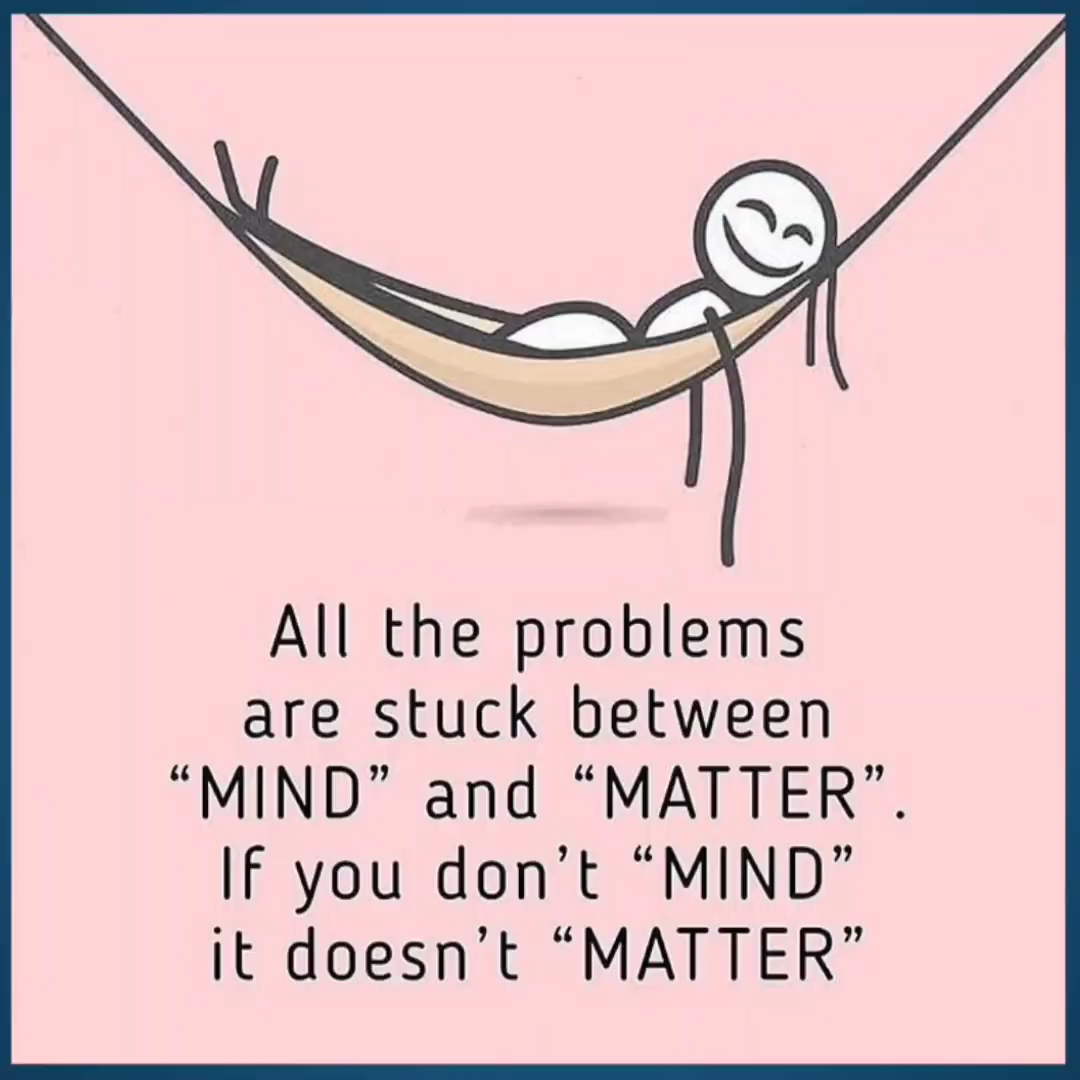 All the problems
are stuck between
“MIND” and “MATTER”.
If you don’t “MIND”
it doesn’t “MATTER”